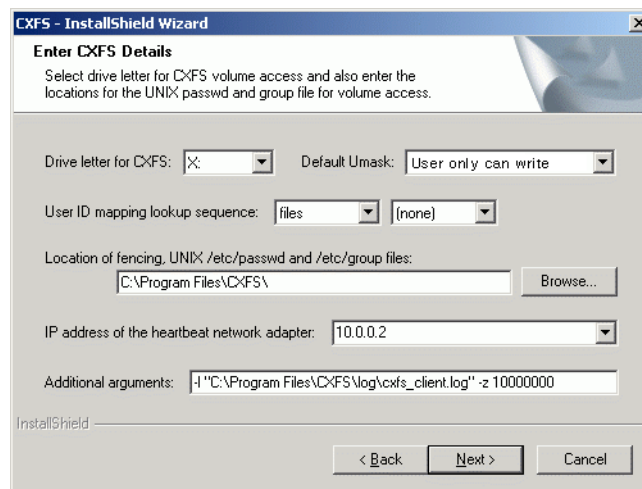 CXFS - InstallShield Wizard
Enter CXFS Details
Select drive letter for CXFS volume access and also enter the
locations for the UNIX passwd and group file for volume access.
Drive letter for CXFS: X: Default Umask: User only can write
User ID mapping lookup sequence: files (none)
Location of fencing, UNIX /etc/passwd and /etc/group files:
C:\Program Files\CXFS\ Browse...
IP address of the heartbeat network adapter: 10.0.0.2
Additional arguments: -l "C:\Program Files\CXFS\log\cxfs_client.log" -z 10000000
InstallShield
< Back Next > Cancel